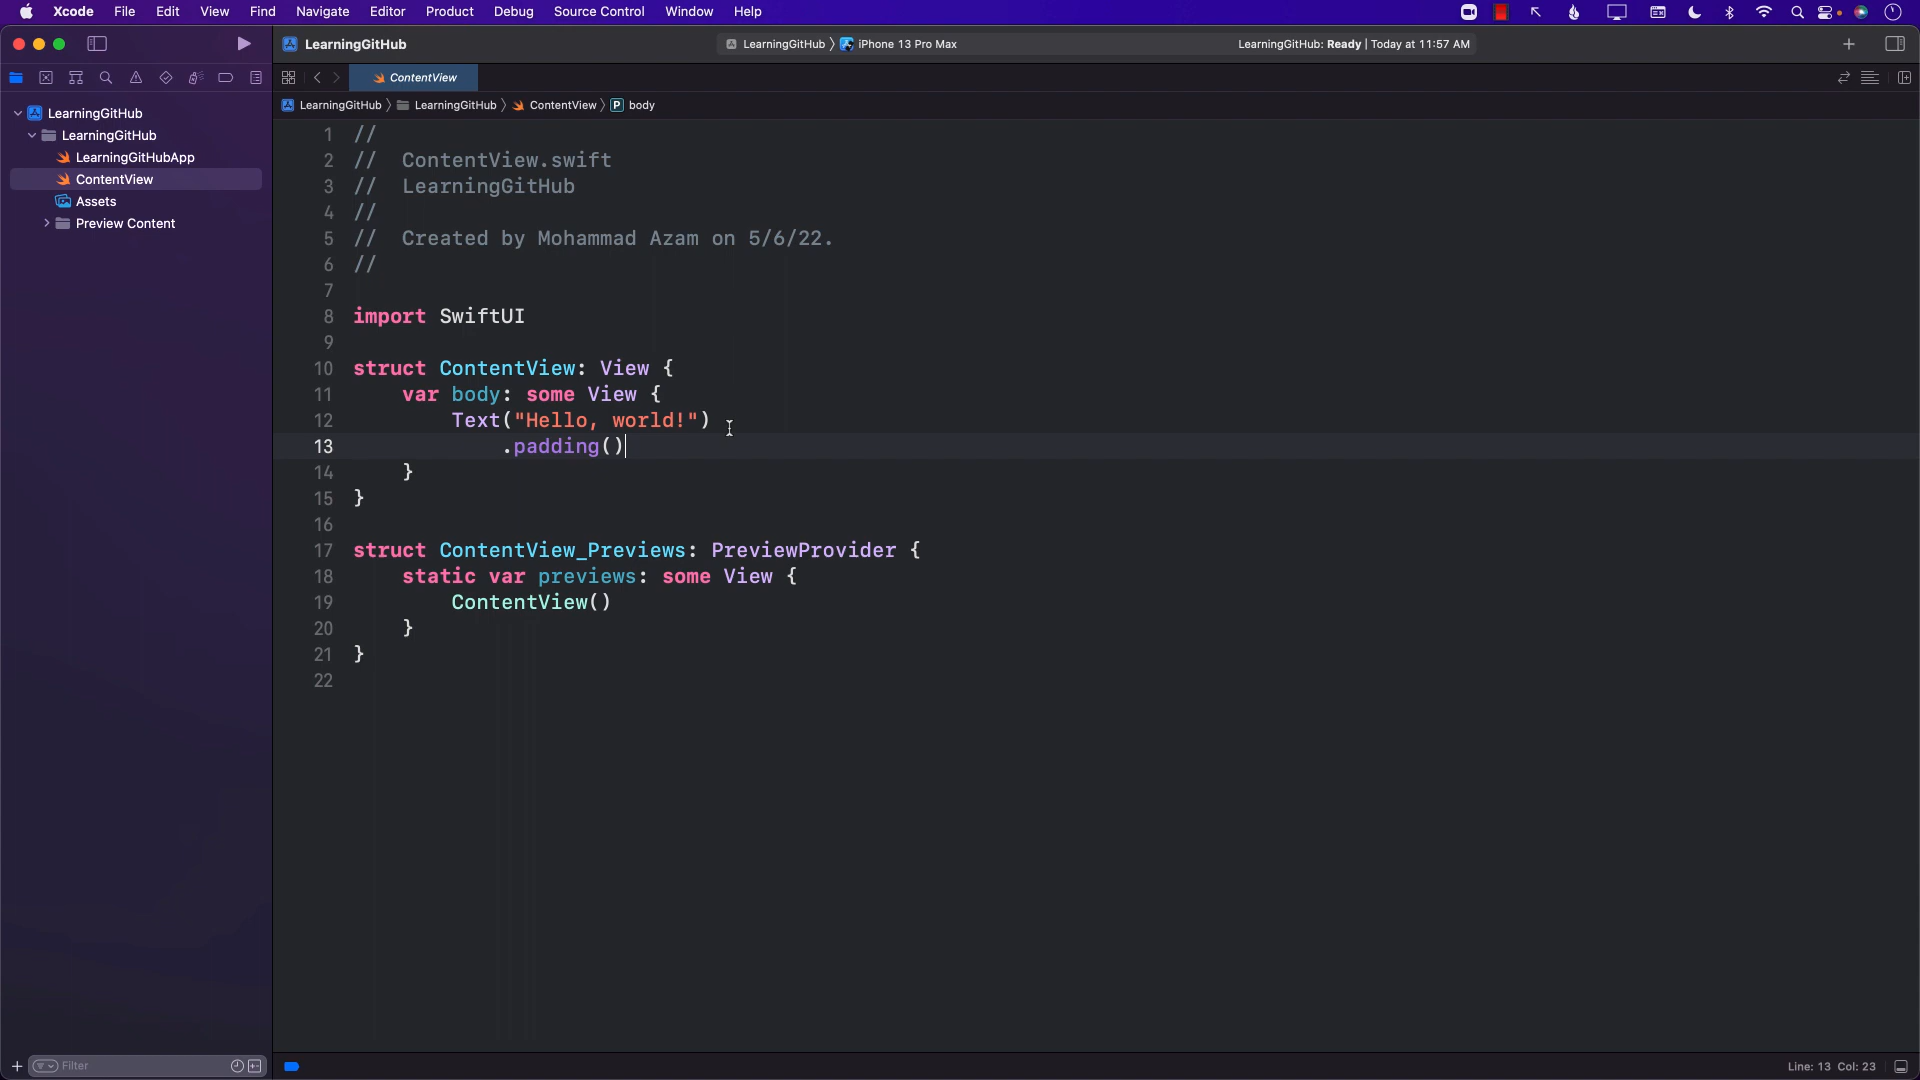 Xcode File Edit View Find Navigate Editor Product Debug Source Control Window Help
LearningGitHub
LearningGitHub 〉 iPhone 13 Pro Max
LearningGitHub: Ready | Today at 11:57 AM
ContentView
LearningGitHub 〉 LearningGitHub 〉 ContentView 〉 P body
LearningGitHub
LearningGitHub
LearningGitHubApp
ContentView
Assets
Preview Content
1 //
2 //  ContentView.swift
3 //  LearningGitHub
4 //
5 //  Created by Mohammad Azam on 5/6/22.
6 //
7
8 import SwiftUI
9
10 struct ContentView: View {
11     var body: some View {
12         Text("Hello, world!")
13             .padding()
14     }
15 }
16
17 struct ContentView_Previews: PreviewProvider {
18     static var previews: some View {
19         ContentView()
20     }
21 }
22
Filter
Line: 13 Col: 23